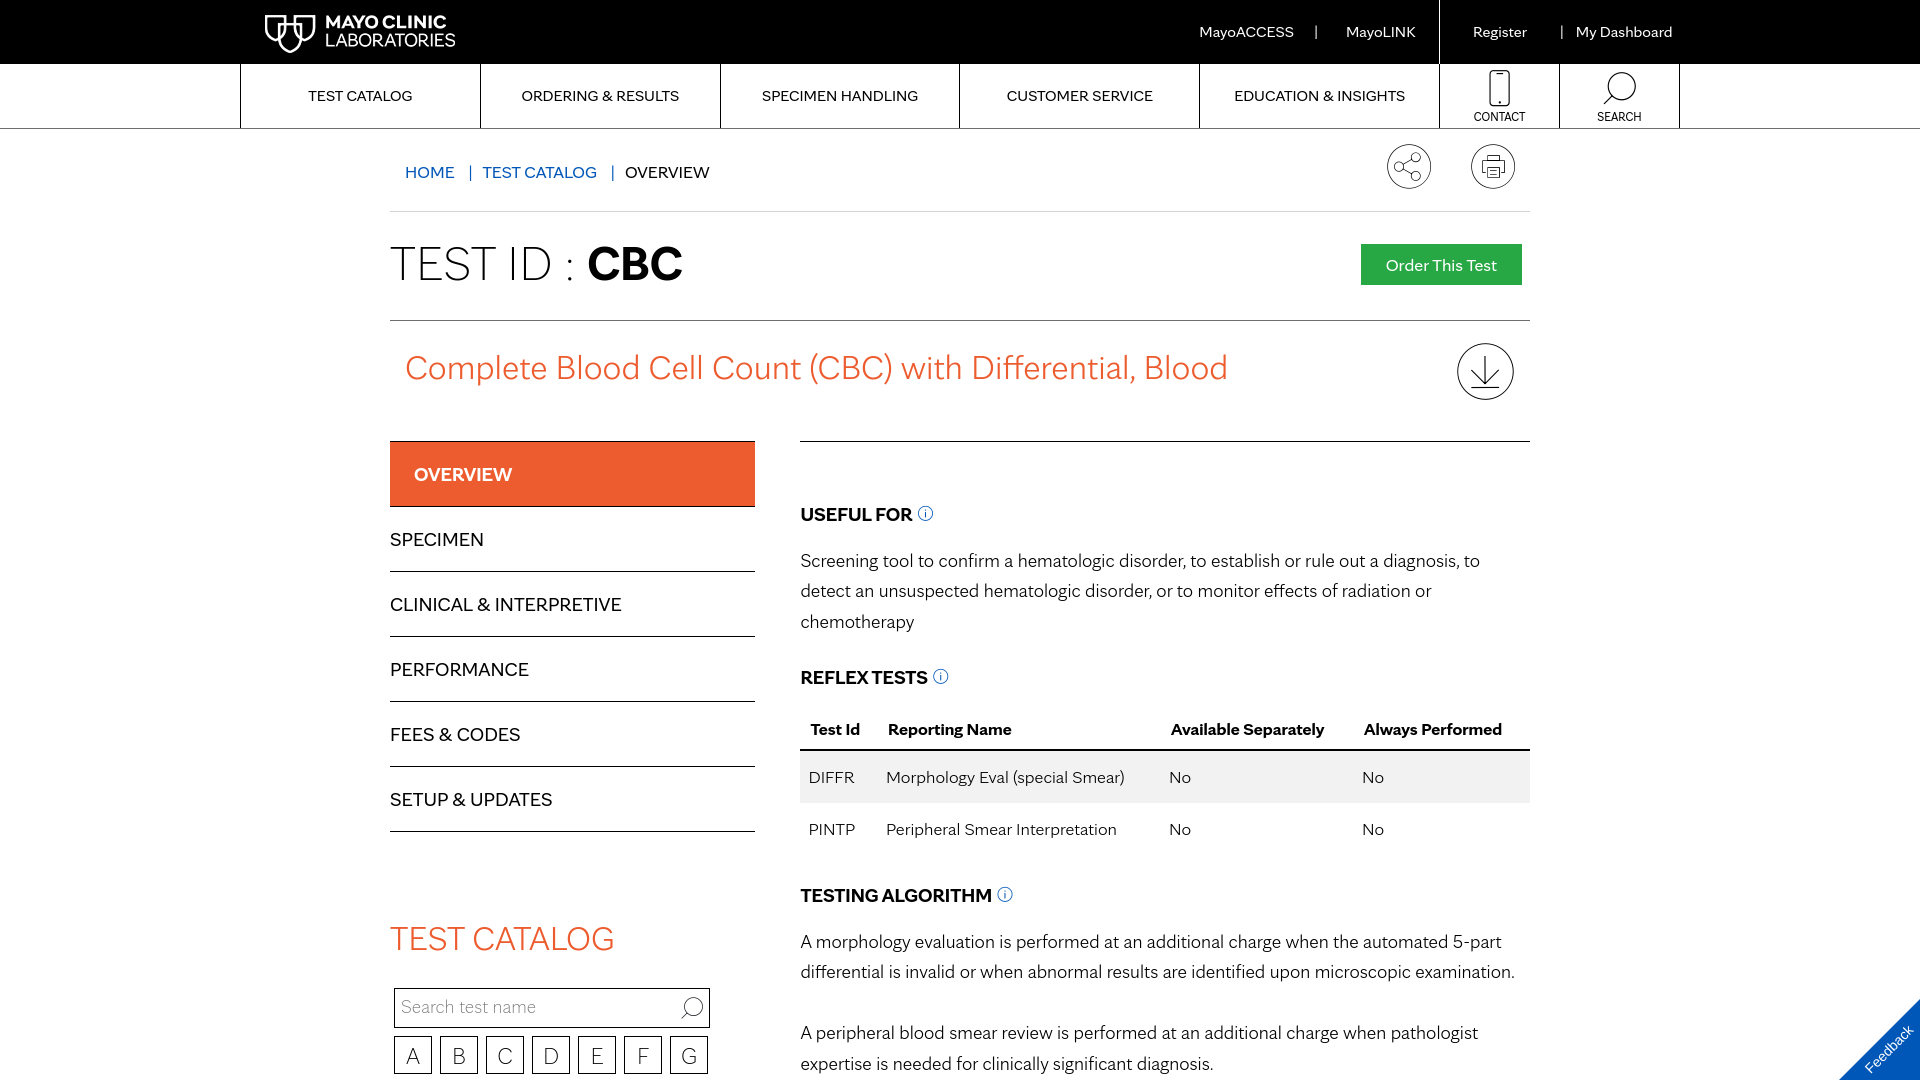 MAYO CLINIC
LABORATORIES
MayoACCESS | MayoLINK Register | My Dashboard
TEST CATALOG ORDERING & RESULTS SPECIMEN HANDLING CUSTOMER SERVICE EDUCATION & INSIGHTS CONTACT SEARCH
HOME | TEST CATALOG | OVERVIEW
TEST ID : CBC
Order This Test
Complete Blood Cell Count (CBC) with Differential, Blood
OVERVIEW
SPECIMEN
CLINICAL & INTERPRETIVE
PERFORMANCE
FEES & CODES
SETUP & UPDATES
TEST CATALOG
Search test name
A B C D E F G
USEFUL FOR
Screening tool to confirm a hematologic disorder, to establish or rule out a diagnosis, to
detect an unsuspected hematologic disorder, or to monitor effects of radiation or
chemotherapy
REFLEX TESTS
Test Id Reporting Name Available Separately Always Performed
DIFFR Morphology Eval (special Smear) No No
PINTP Peripheral Smear Interpretation No No
TESTING ALGORITHM
A morphology evaluation is performed at an additional charge when the automated 5-part
differential is invalid or when abnormal results are identified upon microscopic examination.
A peripheral blood smear review is performed at an additional charge when pathologist
expertise is needed for clinically significant diagnosis.
Feedback